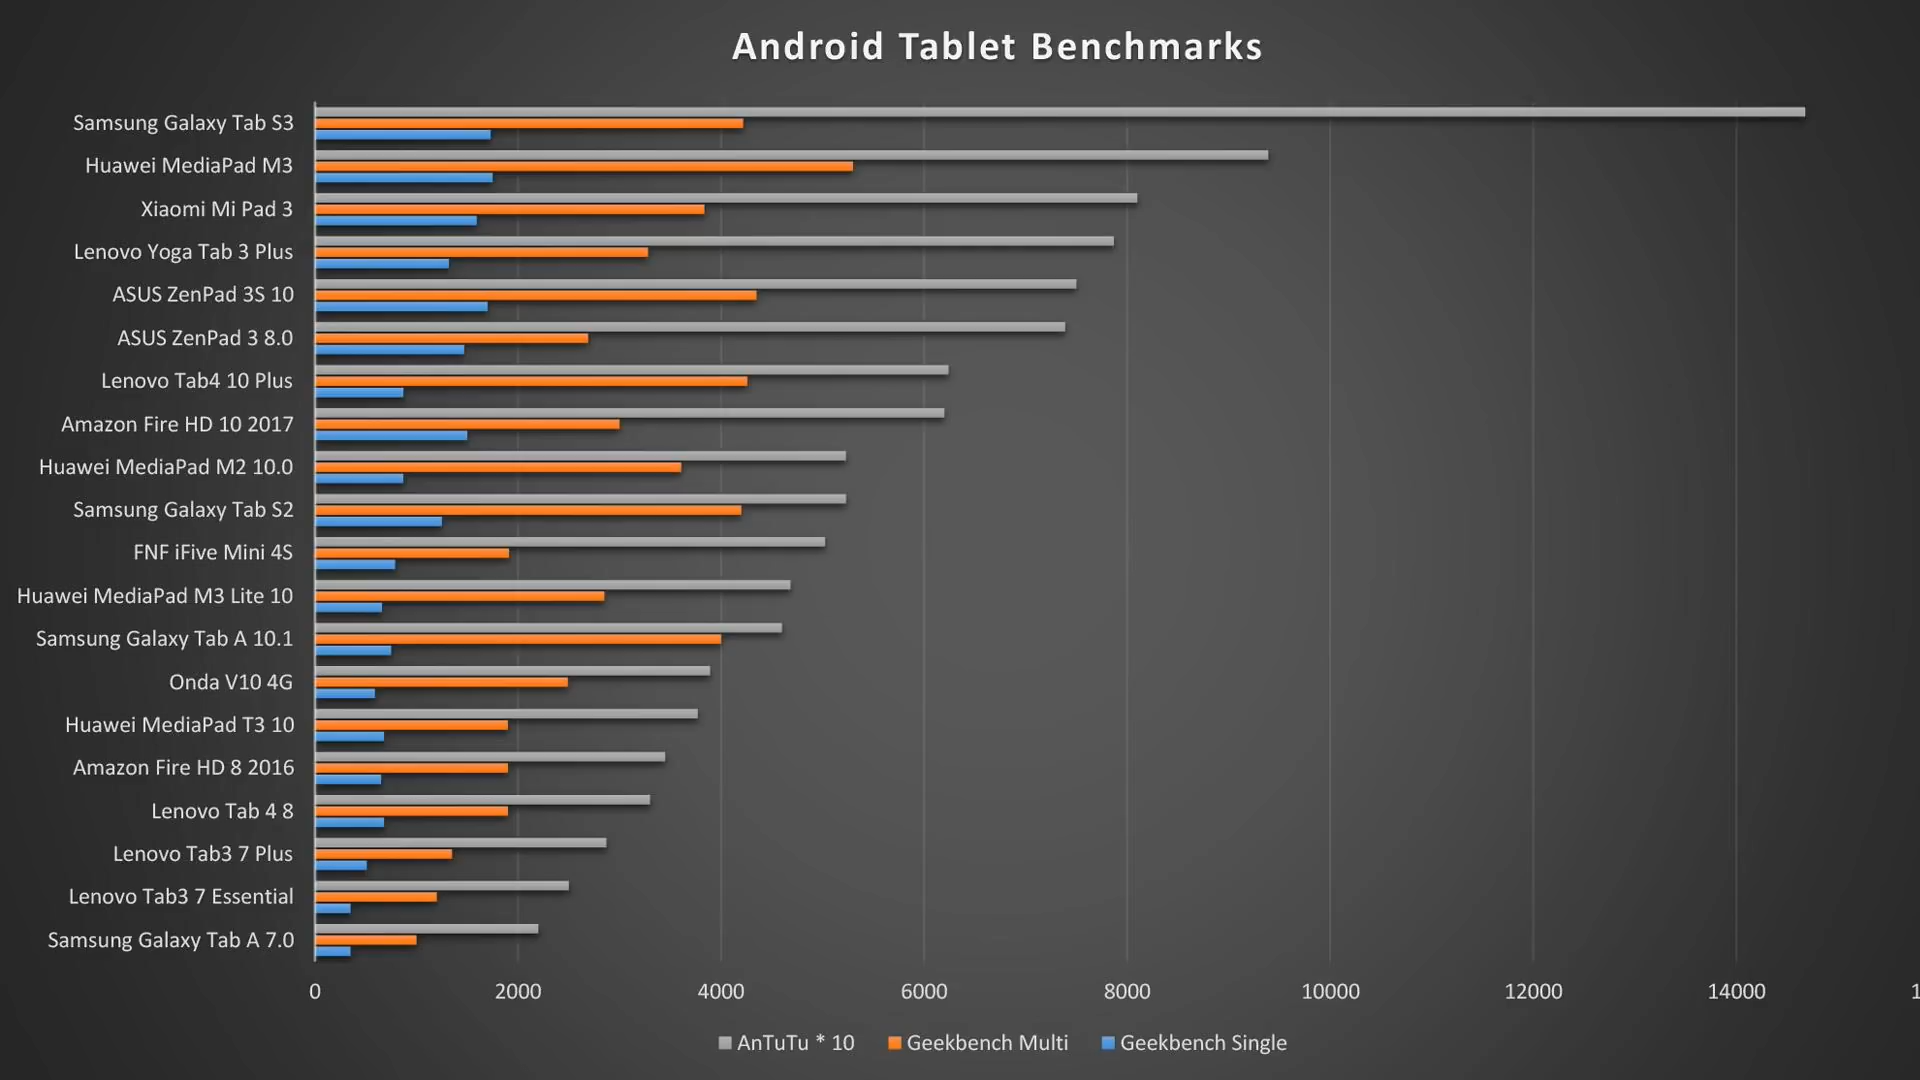 Android Tablet Benchmarks
Samsung Galaxy Tab S3
Huawei MediaPad M3
Xiaomi Mi Pad 3
Lenovo Yoga Tab 3 Plus
ASUS ZenPad 3S 10
ASUS ZenPad 3 8.0
Lenovo Tab4 10 Plus
Amazon Fire HD 10 2017
Huawei MediaPad M2 10.0
Samsung Galaxy Tab S2
FNF iFive Mini 4S
Huawei MediaPad M3 Lite 10
Samsung Galaxy Tab A 10.1
Onda V10 4G
Huawei MediaPad T3 10
Amazon Fire HD 8 2016
Lenovo Tab 4 8
Lenovo Tab3 7 Plus
Lenovo Tab3 7 Essential
Samsung Galaxy Tab A 7.0
0 2000 4000 6000 8000 10000 12000 14000
AnTuTu * 10 Geekbench Multi Geekbench Single